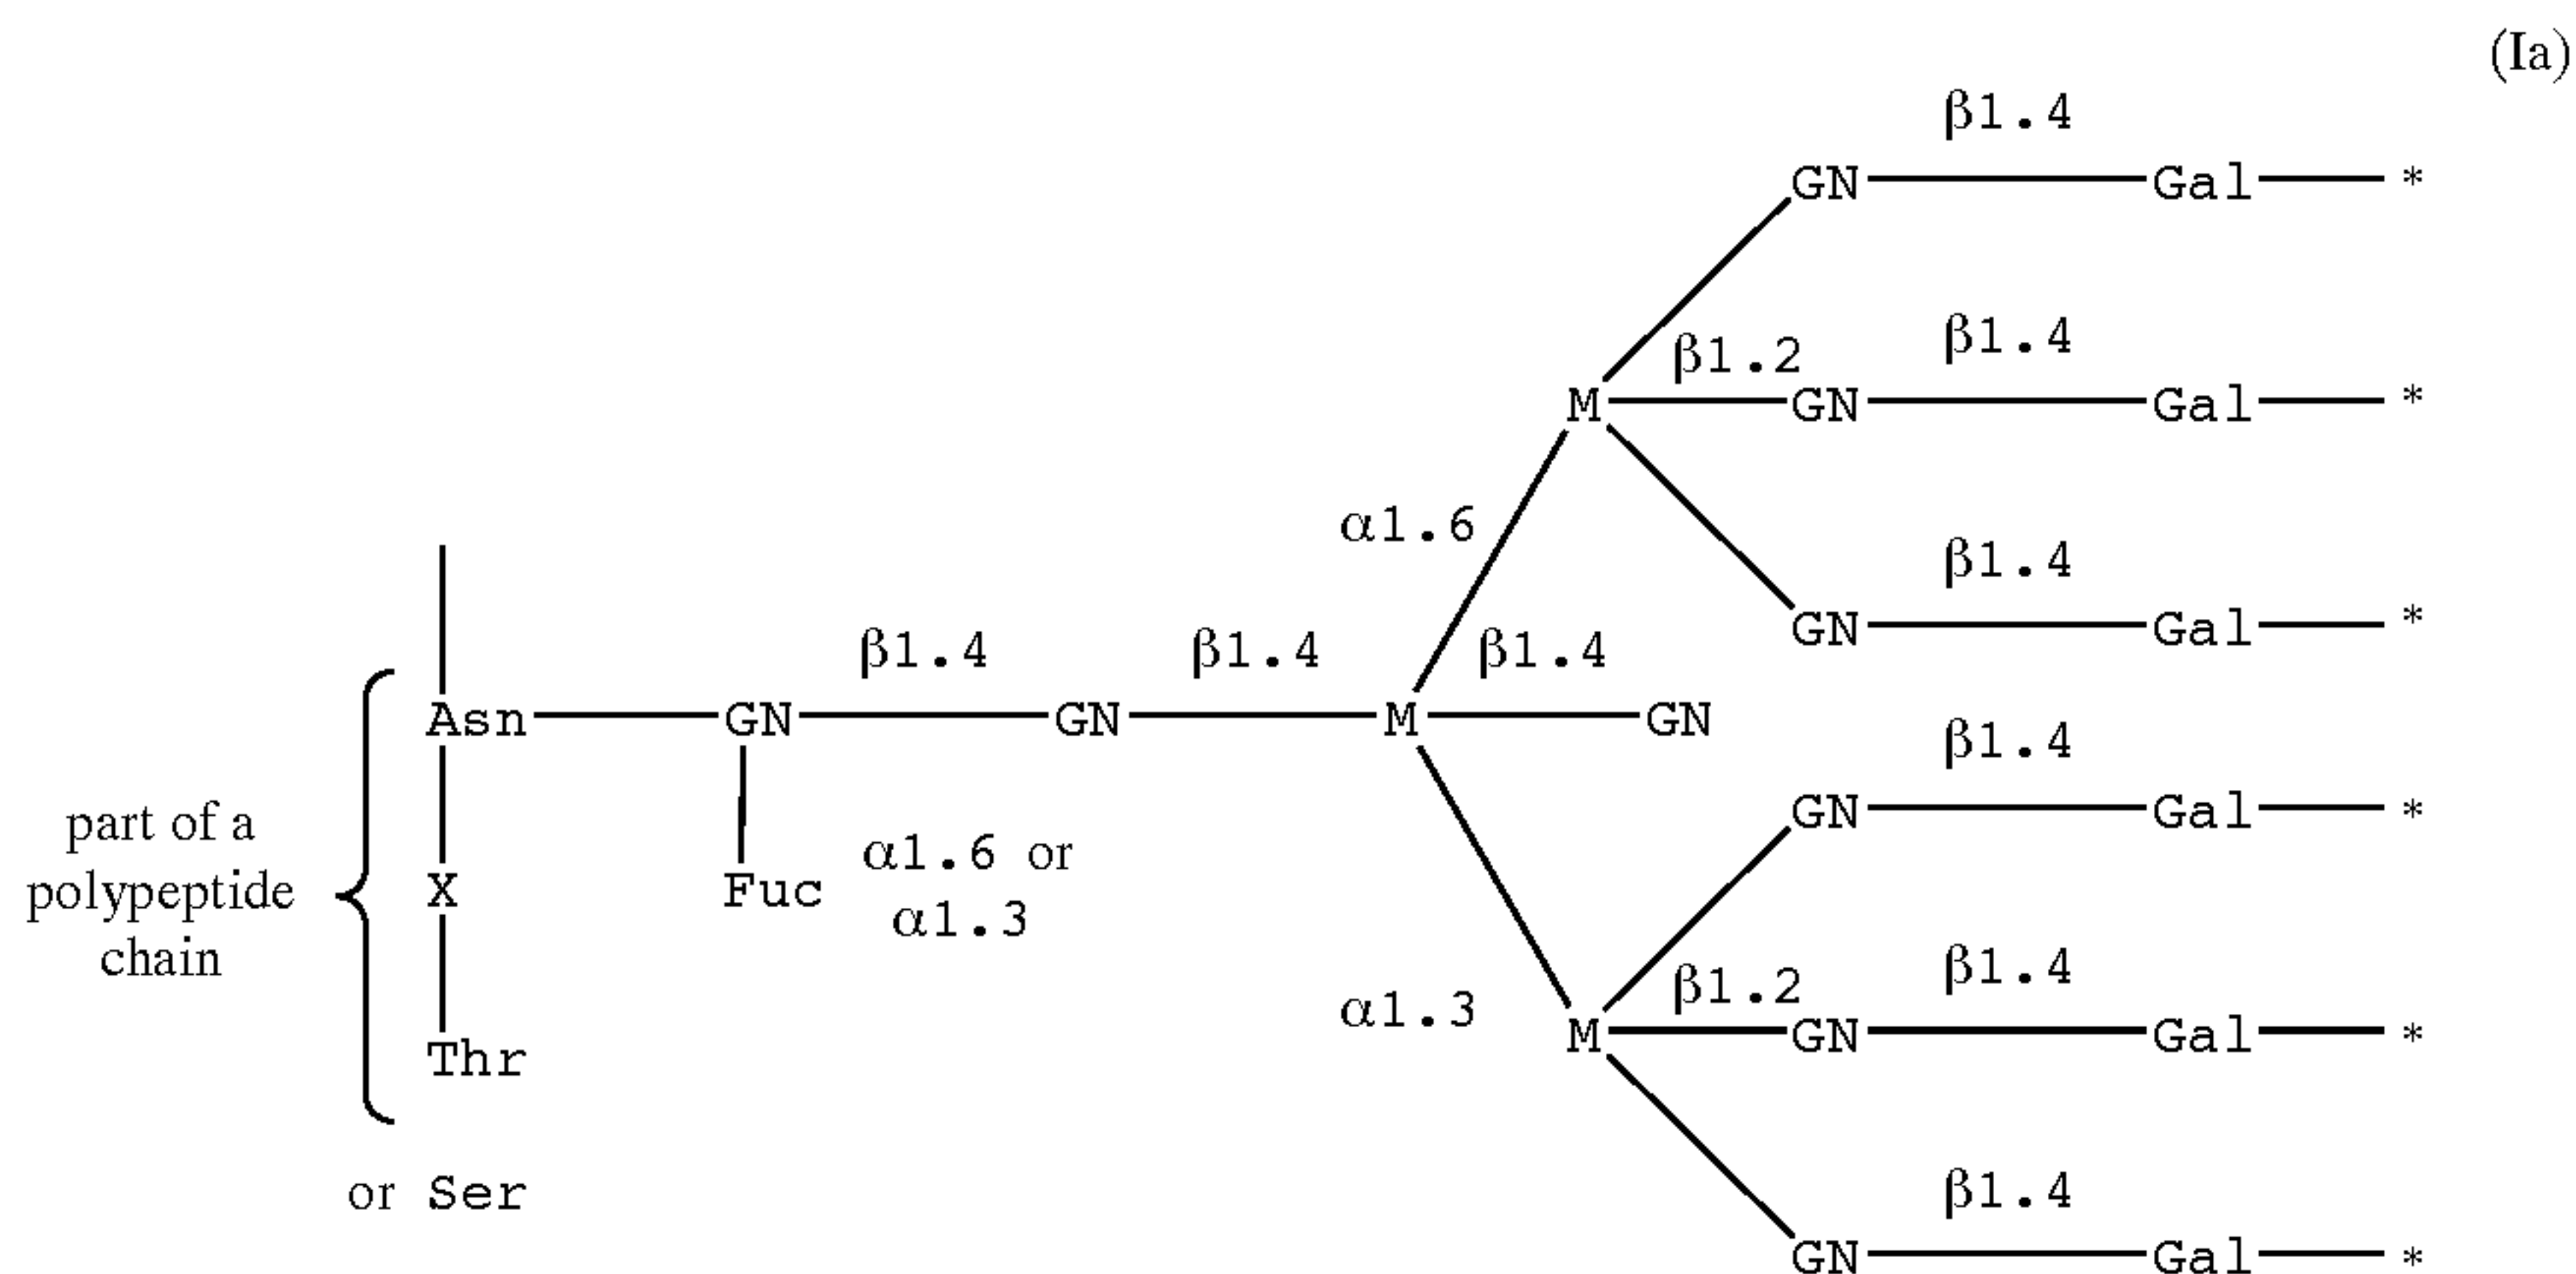 (Ia)
β1.4
GN Gal *
β1.2 β1.4
M GN Gal *
α1.6 β1.4
GN Gal *
β1.4 β1.4 β1.4
Asn GN GN M GN
β1.4
GN Gal *
part of a
polypeptide
chain
X Fuc α1.6 or
α1.3
α1.3 β1.2 β1.4
M GN Gal *
Thr
or Ser
β1.4
GN Gal *